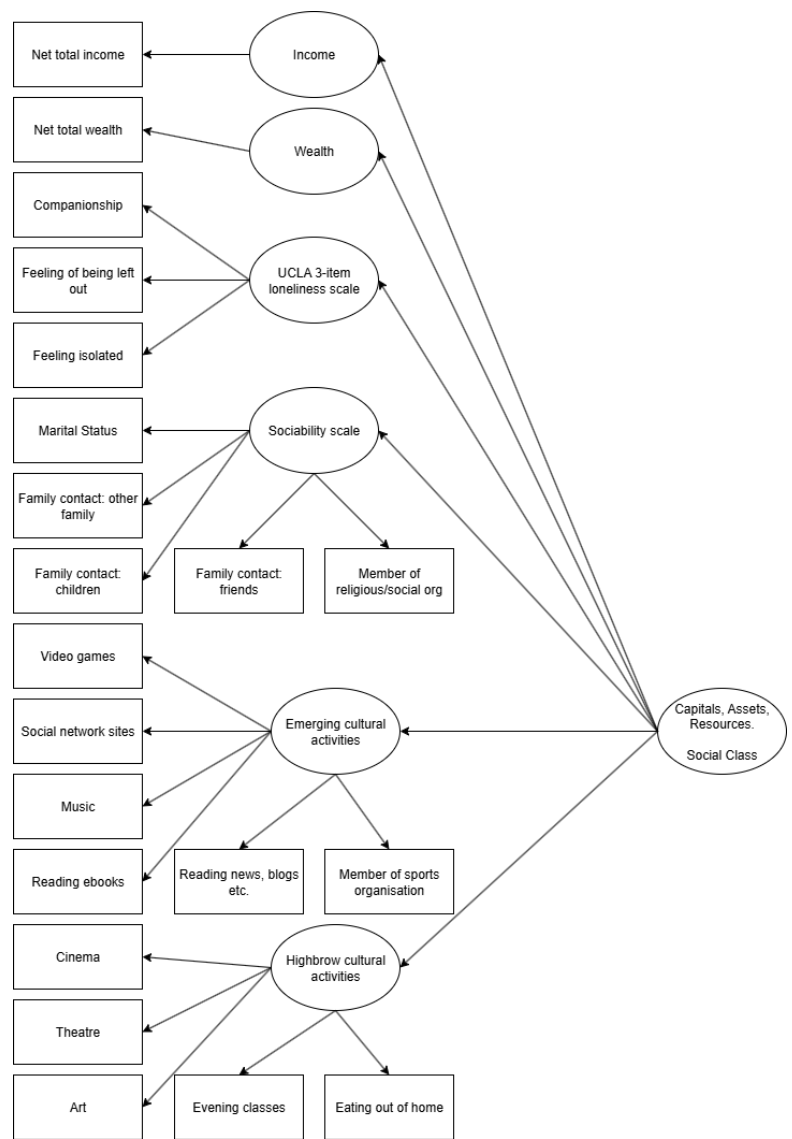 Net total income
Income
Net total wealth
Wealth
Companionship
Feeling of being left
out
UCLA 3-item
loneliness scale
Feeling isolated
Marital Status
Sociability scale
Family contact: other
family
Family contact:
children
Family contact:
friends
Member of
religious/social org
Video games
Social network sites
Emerging cultural
activities
Capitals, Assets,
Resources.
Social Class
Music
Reading ebooks
Reading news, blogs
etc.
Member of sports
organisation
Cinema
Highbrow cultural
activities
Theatre
Art
Evening classes
Eating out of home